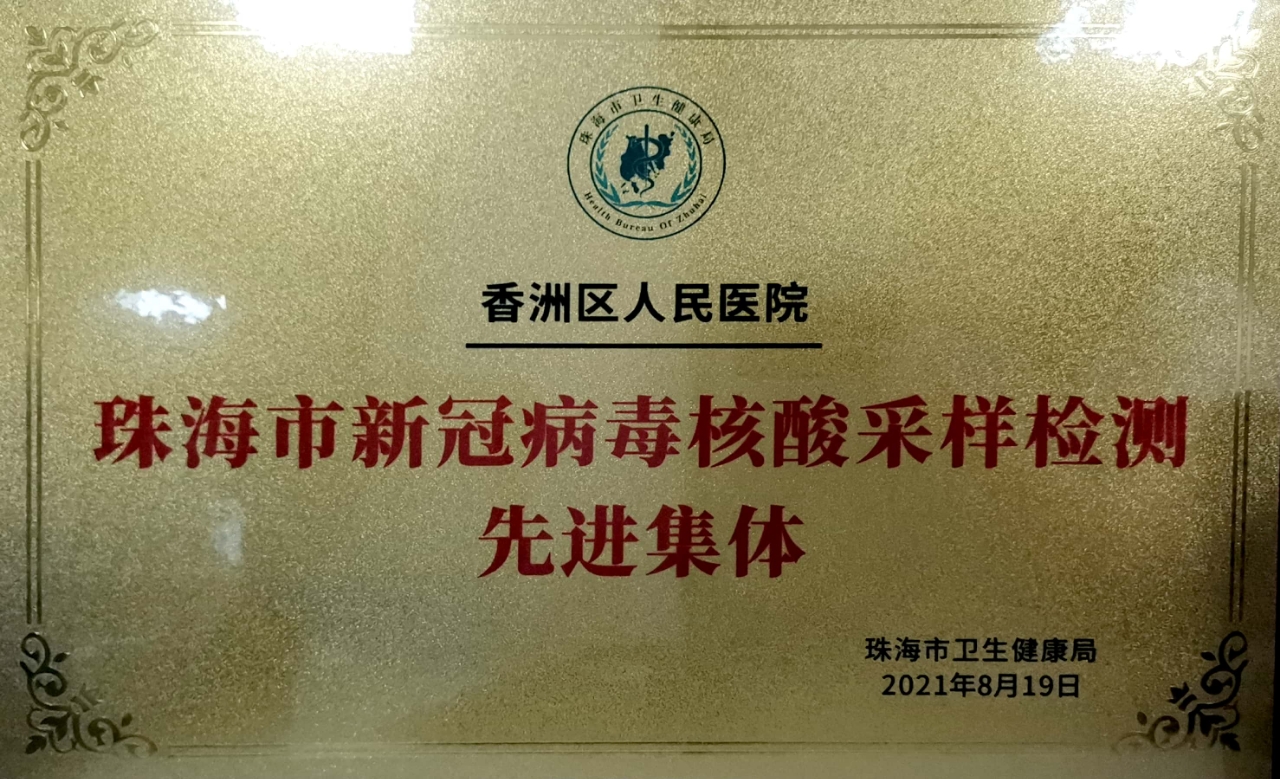 珠海市卫生健康局
Health Bureau Of Zhuhai
香洲区人民医院
珠海市新冠病毒核酸采样检测
先进集体
珠海市卫生健康局
2021年8月19日